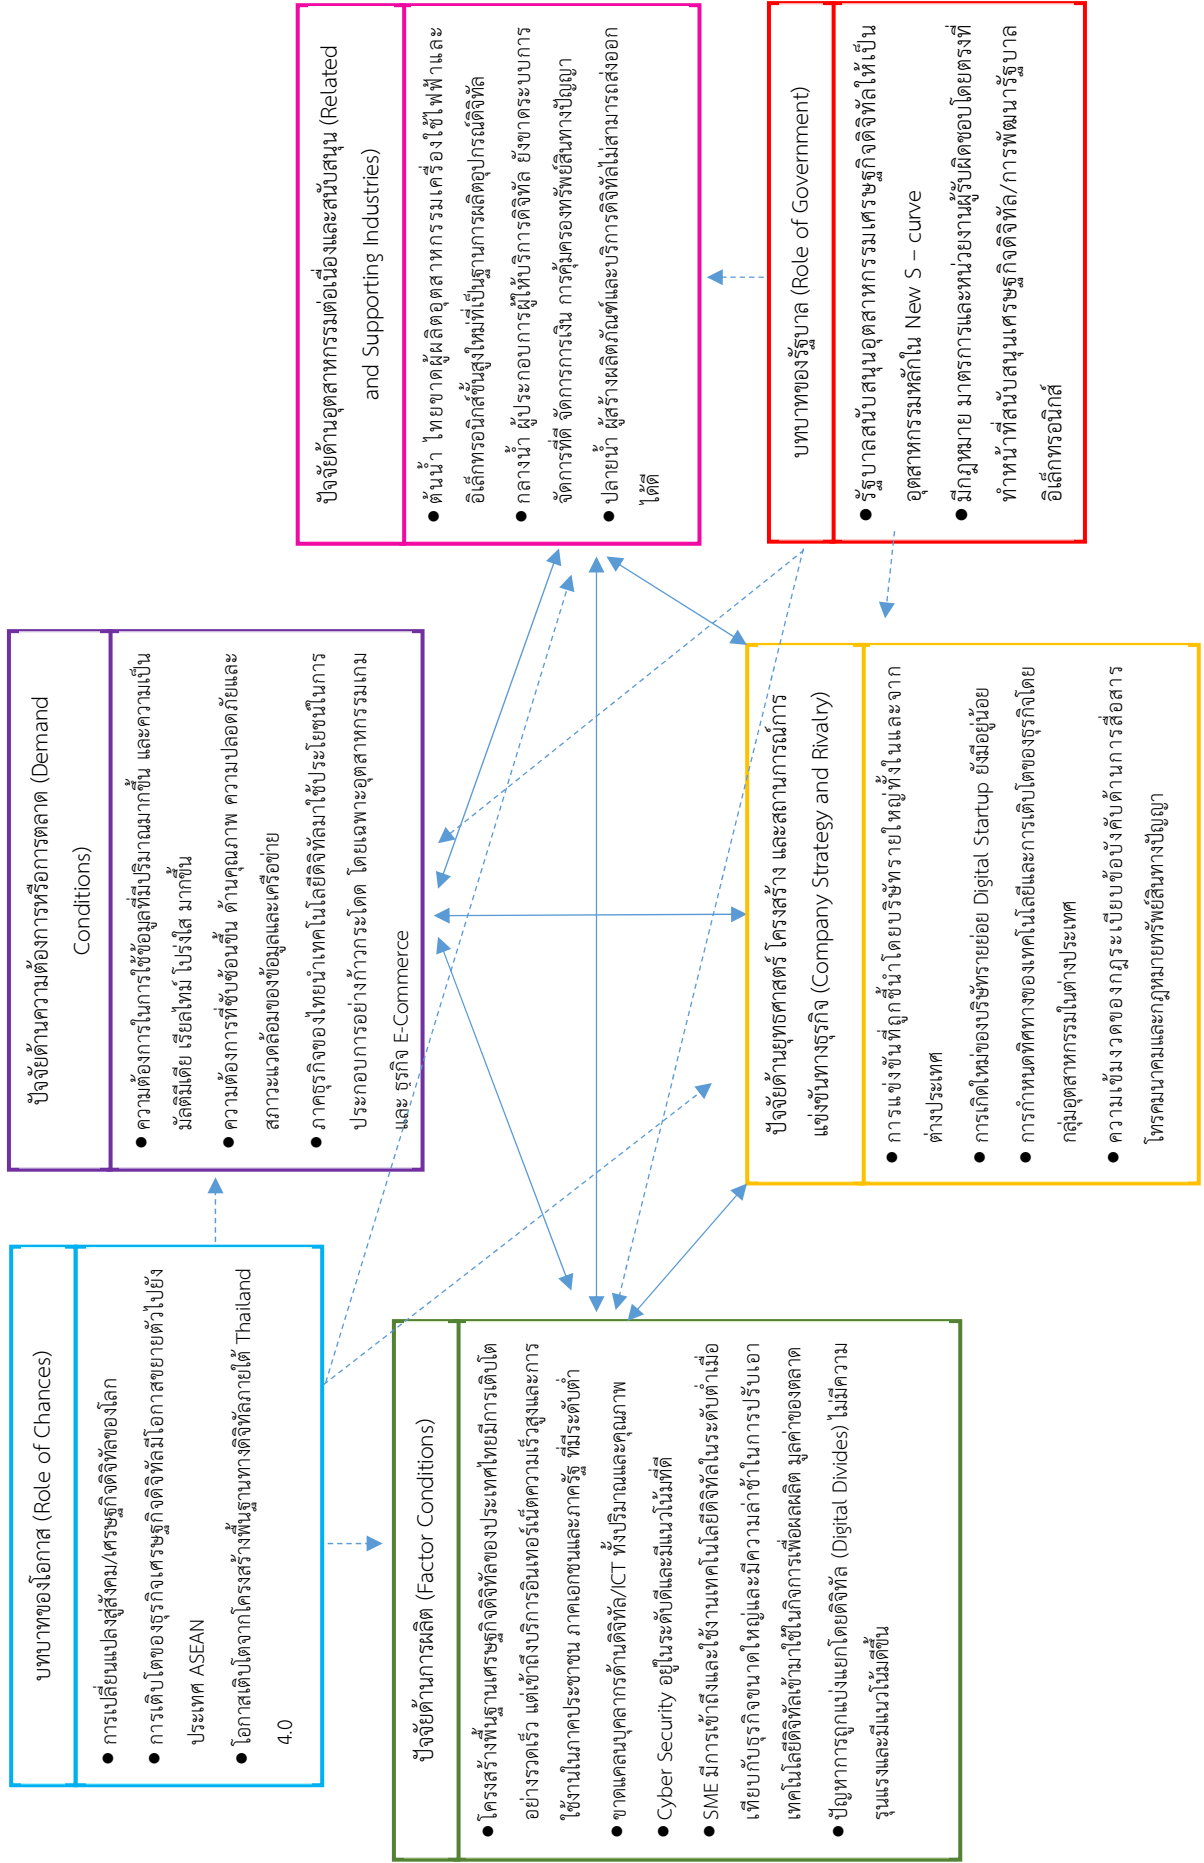 บทบาทของโอกาส (Role of Chances)
● การเปลี่ยนแปลงสู่สังคม/เศรษฐกิจดิจิทัลของโลก
● การเติบโตของธุรกิจเศรษฐกิจดิจิทัลมีโอกาสขยายตัวไปยัง
ประเทศ ASEAN
● โอกาสเติบโตจากโครงสร้างพื้นฐานทางดิจิทัลภายใต้ Thailand
4.0
ปัจจัยด้านความต้องการหรือการตลาด (Demand
Conditions)
● ความต้องการในการใช้ข้อมูลที่มีปริมาณมากขึ้น และความเป็น
มัลติมีเดีย เรียลไทม์ โปร่งใส มากขึ้น
● ความต้องการที่ซับซ้อนขึ้น ด้านคุณภาพ ความปลอดภัยและ
สภาวะแวดล้อมของข้อมูลและเครือข่าย
● ภาคธุรกิจของไทยนำเทคโนโลยีดิจิทัลมาใช้ประโยชน์ในการ
ประกอบการอย่างก้าวกระโดด โดยเฉพาะอุตสาหกรรมเกม
และ ธุรกิจ E-Commerce
ปัจจัยด้านอุตสาหกรรมต่อเนื่องและสนับสนุน (Related
and Supporting Industries)
● ต้นน้ำ ไทยขาดผู้ผลิตอุตสาหกรรมเครื่องใช้ไฟฟ้าและ
อิเล็กทรอนิกส์ขั้นสูงใหม่ที่เป็นฐานการผลิตอุปกรณ์ดิจิทัล
● กลางน้ำ ผู้ประกอบการผู้ให้บริการดิจิทัล ยังขาดระบบการ
จัดการที่ดี จัดการการเงิน การคุ้มครองทรัพย์สินทางปัญญา
● ปลายน้ำ ผู้สร้างผลิตภัณฑ์และบริการดิจิทัลไม่สามารถส่งออก
ได้ดี
ปัจจัยด้านการผลิต (Factor Conditions)
● โครงสร้างพื้นฐานเศรษฐกิจดิจิทัลของประเทศไทยมีการเติบโต
อย่างรวดเร็ว แต่เข้าถึงบริการอินเทอร์เน็ตความเร็วสูงและการ
ใช้งานในภาคประชาชน ภาคเอกชนและภาครัฐ ที่มีระดับต่ำ
● ขาดแคลนบุคลากรด้านดิจิทัล/ICT ทั้งปริมาณและคุณภาพ
● Cyber Security อยู่ในระดับดีและมีแนวโน้มที่ดี
● SME มีการเข้าถึงและใช้งานเทคโนโลยีดิจิทัลในระดับต่ำเมื่อ
เทียบกับธุรกิจขนาดใหญ่และมีความล่าช้าในการปรับเอา
เทคโนโลยีดิจิทัลเข้ามาใช้ในกิจการเพื่อผลผลิต มูลค่าของตลาด
● ปัญหาการถูกแบ่งแยกโดยดิจิทัล (Digital Divides) ไม่มีความ
รุนแรงและมีแนวโน้มดีขึ้น
ปัจจัยด้านยุทธศาสตร์ โครงสร้าง และสถานการณ์การ
แข่งขันทางธุรกิจ (Company Strategy and Rivalry)
● การแข่งขันที่ถูกชี้นำโดยบริษัทรายใหญ่ทั้งในและจาก
ต่างประเทศ
● การเกิดใหม่ของบริษัทรายย่อย Digital Startup ยังมีอยู่น้อย
● การกำหนดทิศทางของเทคโนโลยีและการเติบโตของธุรกิจโดย
กลุ่มอุตสาหกรรมในต่างประเทศ
● ความเข้มงวดของกฎระเบียบข้อบังคับด้านการสื่อสาร
โทรคมนาคมและกฎหมายทรัพย์สินทางปัญญา
บทบาทของรัฐบาล (Role of Government)
● รัฐบาลสนับสนุนอุตสาหกรรมเศรษฐกิจดิจิทัลให้เป็น
อุตสาหกรรมหลักใน New S – curve
● มีกฎหมาย มาตรการและหน่วยงานผู้รับผิดชอบโดยตรงที่
ทำหน้าที่สนับสนุนเศรษฐกิจดิจิทัล/การพัฒนารัฐบาล
อิเล็กทรอนิกส์